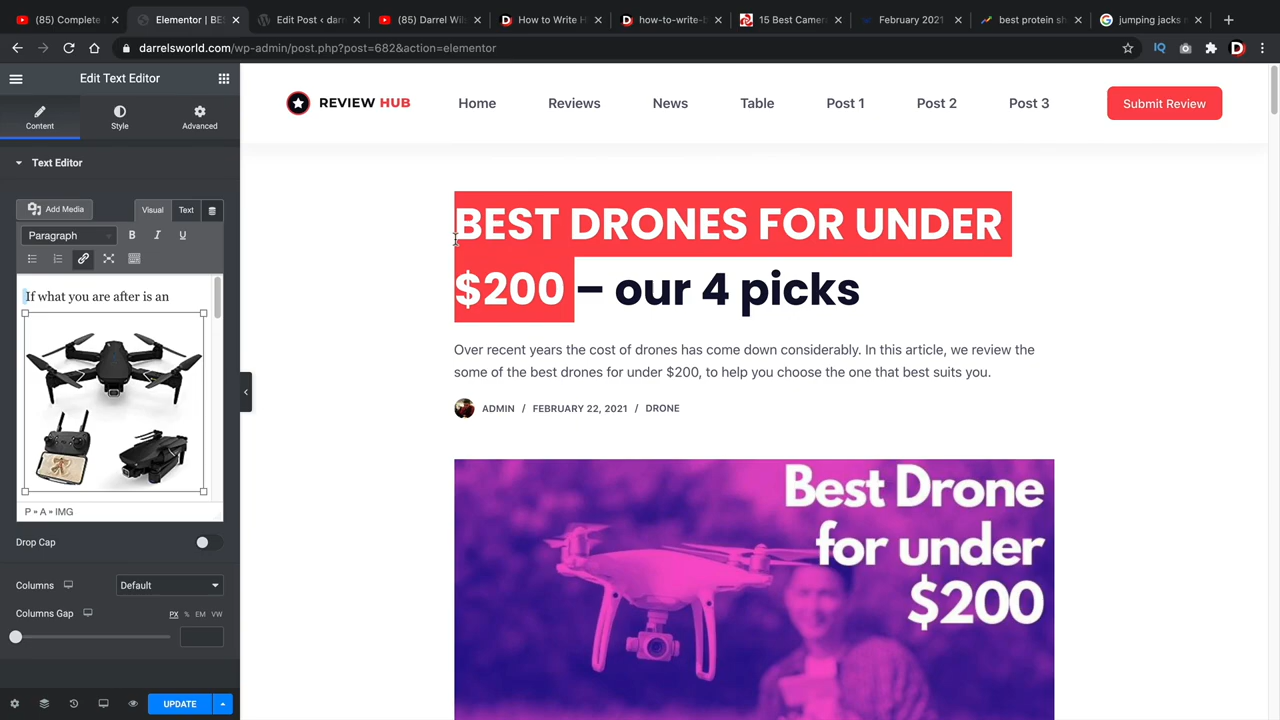 (85) Complete
Elementor | BES
Edit Post ‹ darr
(85) Darrel Wils
How to Write H
how-to-write-b
15 Best Camer
February 2021
best protein sh
jumping jacks n
darrelsworld.com/wp-admin/post.php?post=682&action=elementor
Edit Text Editor
Content
Style
Advanced
Text Editor
Add Media
Visual
Text
Paragraph
B
I
U
If what you are after is an
P » A » IMG
Drop Cap
Columns
Default
Columns Gap
PX
%
EM
VW
UPDATE
REVIEW HUB
Home
Reviews
News
Table
Post 1
Post 2
Post 3
Submit Review
BEST DRONES FOR UNDER
$200 – our 4 picks
Over recent years the cost of drones has come down considerably. In this article, we review the
some of the best drones for under $200, to help you choose the one that best suits you.
ADMIN / FEBRUARY 22, 2021 / DRONE
Best Drone
for under
$200